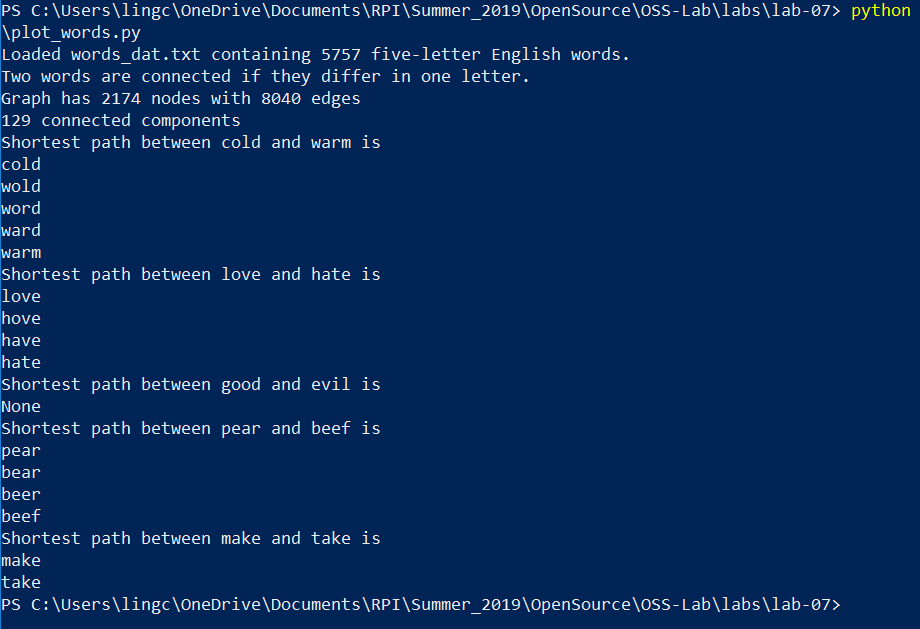 PS C:\Users\lingc\OneDrive\Documents\RPI\Summer_2019\OpenSource\OSS-Lab\labs\lab-07> python
\plot_words.py
Loaded words_dat.txt containing 5757 five-letter English words.
Two words are connected if they differ in one letter.
Graph has 2174 nodes with 8040 edges
129 connected components
Shortest path between cold and warm is
cold
wold
word
ward
warm
Shortest path between love and hate is
love
hove
have
hate
Shortest path between good and evil is
None
Shortest path between pear and beef is
pear
bear
beer
beef
Shortest path between make and take is
make
take
PS C:\Users\lingc\OneDrive\Documents\RPI\Summer_2019\OpenSource\OSS-Lab\labs\lab-07>